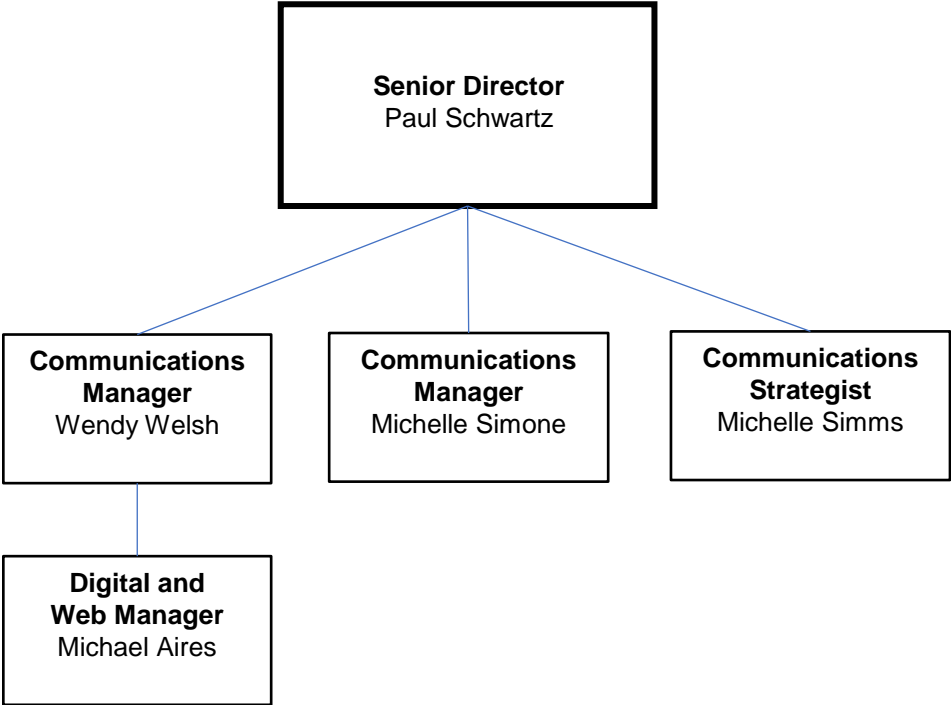 Senior Director
Paul Schwartz
Communications
Manager
Wendy Welsh
Communications
Manager
Michelle Simone
Communications
Strategist
Michelle Simms
Digital and
Web Manager
Michael Aires